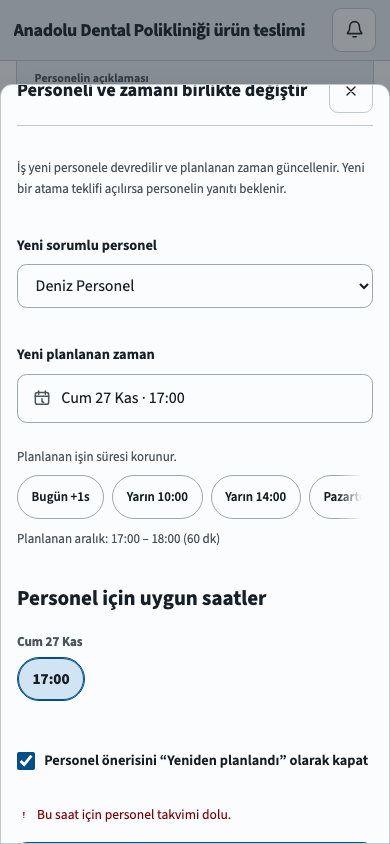 Anadolu Dental Polikliniği ürün teslimi
Personelin açıklaması
Personeli ve zamanı birlikte değiştir
İş yeni personele devredilir ve planlanan zaman güncellenir. Yeni
bir atama teklifi açılırsa personelin yanıtı beklenir.
Yeni sorumlu personel
Deniz Personel
Yeni planlanan zaman
Cum 27 Kas · 17:00
Planlanan işin süresi korunur.
Bugün +1s Yarın 10:00 Yarın 14:00
Planlanan aralık: 17:00 – 18:00 (60 dk)
Personel için uygun saatler
Cum 27 Kas
17:00
Personel önerisini “Yeniden planlandı” olarak kapat
! Bu saat için personel takvimi dolu.